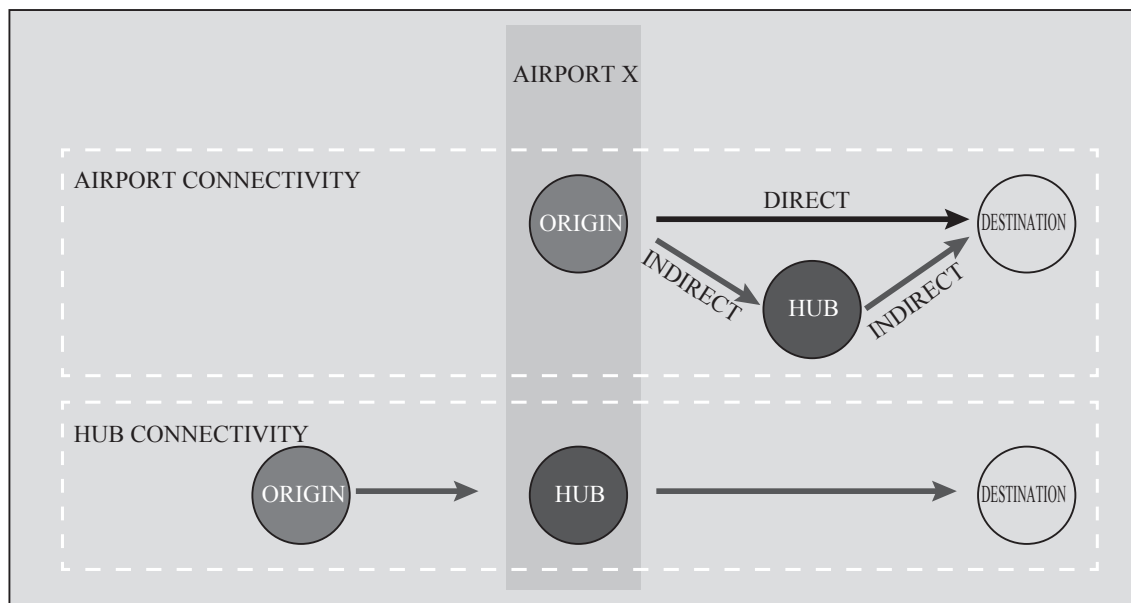 AIRPORT X
AIRPORT CONNECTIVITY
DIRECT
ORIGIN
DESTINATION
INDIRECT
INDIRECT
HUB
HUB CONNECTIVITY
ORIGIN
HUB
DESTINATION